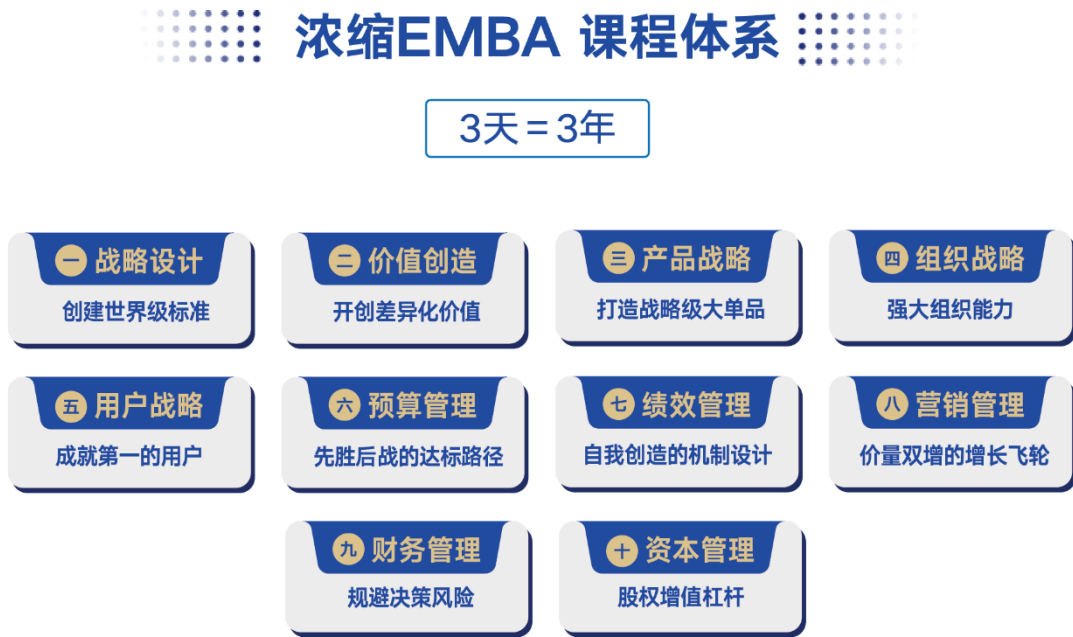 浓缩EMBA 课程体系
3天=3年
一 战略设计
创建世界级标准
二 价值创造
开创差异化价值
三 产品战略
打造战略级大单品
四 组织战略
强大组织能力
五 用户战略
成就第一的用户
六 预算管理
先胜后战的达标路径
七 绩效管理
自我创造的机制设计
八 营销管理
价量双增的增长飞轮
九 财务管理
规避决策风险
十 资本管理
股权增值杠杆